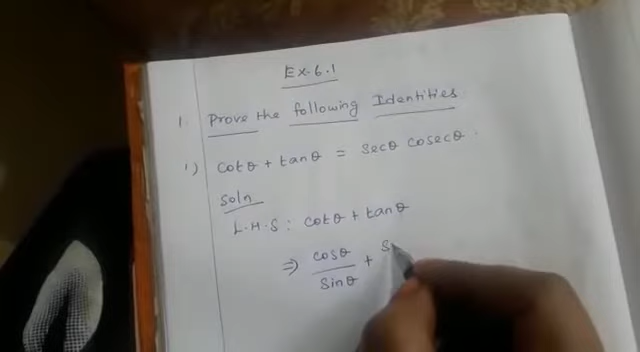 Ex-6.1
1. Prove the following Identities.
i) cotθ + tanθ = secθ cosecθ.
Soln
L.H.S: cotθ + tanθ
⇒ cosθ/sinθ + s